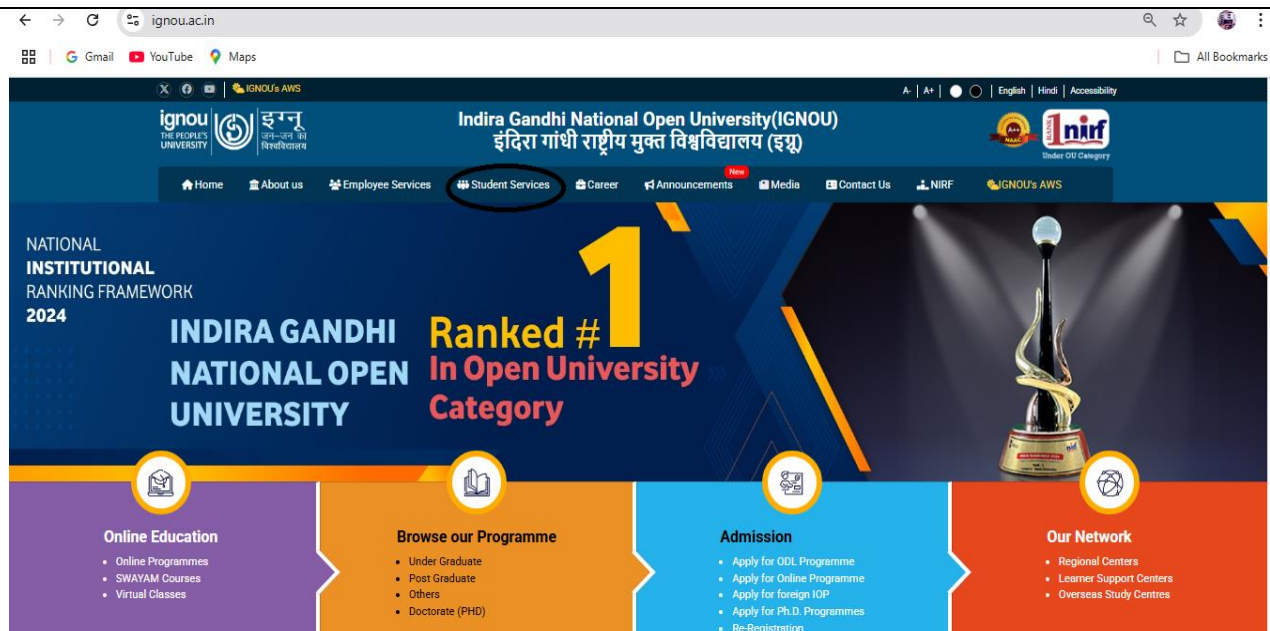 ignou.ac.in
Gmail YouTube Maps All Bookmarks
IGNOU's AWS A- | A+ | English | Hindi | Accessibility
ignou
THE PEOPLE'S
UNIVERSITY
इग्नू
जन-जन का
विश्वविद्यालय
Indira Gandhi National Open University(IGNOU)
इंदिरा गांधी राष्ट्रीय मुक्त विश्वविद्यालय (इग्नू)
A++
NAAC
RANK 1 nirf
Under OU Category
New
Home About us Employee Services Student Services Career Announcements Media Contact Us NIRF IGNOU's AWS
NATIONAL
INSTITUTIONAL
RANKING FRAMEWORK
2024
INDIRA GANDHI
NATIONAL OPEN
UNIVERSITY
Ranked #1
In Open University
Category
nirf
Online Education
• Online Programmes
• SWAYAM Courses
• Virtual Classes
Browse our Programme
• Under Graduate
• Post Graduate
• Others
• Doctorate (PHD)
Admission
• Apply for ODL Programme
• Apply for Online Programme
• Apply for foreign IOP
• Apply for Ph.D. Programmes
• Re-Registration
Our Network
• Regional Centers
• Learner Support Centers
• Overseas Study Centres